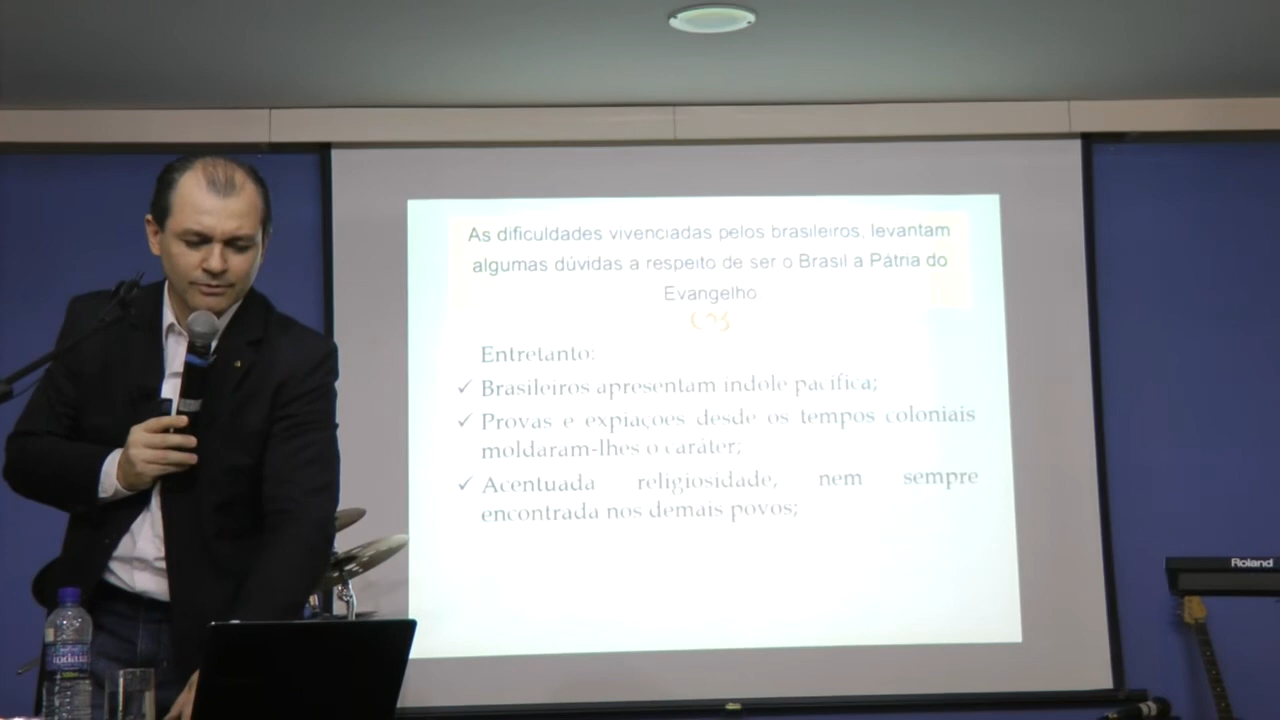 As dificuldades vivenciadas pelos brasileiros, levantam
algumas dúvidas a respeito de ser o Brasil a Pátria do
Evangelho
Entretanto:
✓ Brasileiros apresentam índole pacífica;
✓ Provas e expiações desde os tempos coloniais
moldaram-lhes o caráter;
✓ Acentuada religiosidade, nem sempre
encontrada nos demais povos;
Roland
indaiá